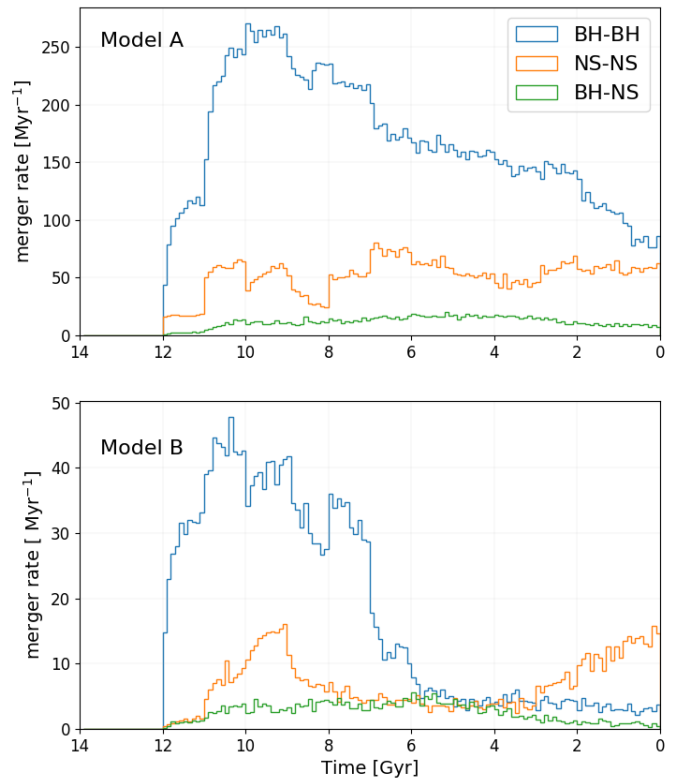 Model A
BH-BH
NS-NS
BH-NS
merger rate [Myr⁻¹]
250
200
150
100
50
0
14 12 10 8 6 4 2 0
Model B
merger rate [ Myr⁻¹]
50
40
30
20
10
0
14 12 10 8 6 4 2 0
Time [Gyr]